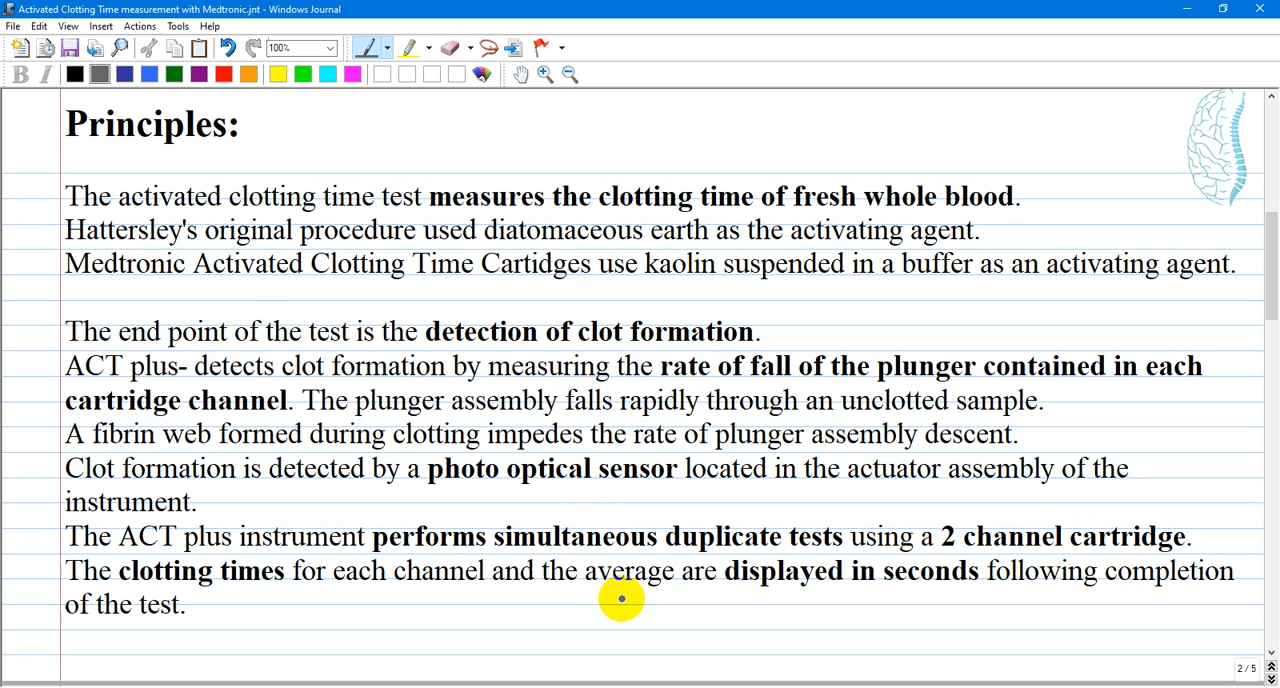 Activated Clotting Time measurement with Medtronic.jnt - Windows Journal
File Edit View Insert Actions Tools Help
100%
B I
Principles:
The activated clotting time test measures the clotting time of fresh whole blood.
Hattersley's original procedure used diatomaceous earth as the activating agent.
Medtronic Activated Clotting Time Cartidges use kaolin suspended in a buffer as an activating agent.
The end point of the test is the detection of clot formation.
ACT plus- detects clot formation by measuring the rate of fall of the plunger contained in each
cartridge channel. The plunger assembly falls rapidly through an unclotted sample.
A fibrin web formed during clotting impedes the rate of plunger assembly descent.
Clot formation is detected by a photo optical sensor located in the actuator assembly of the
instrument.
The ACT plus instrument performs simultaneous duplicate tests using a 2 channel cartridge.
The clotting times for each channel and the average are displayed in seconds following completion
of the test.
2 / 5